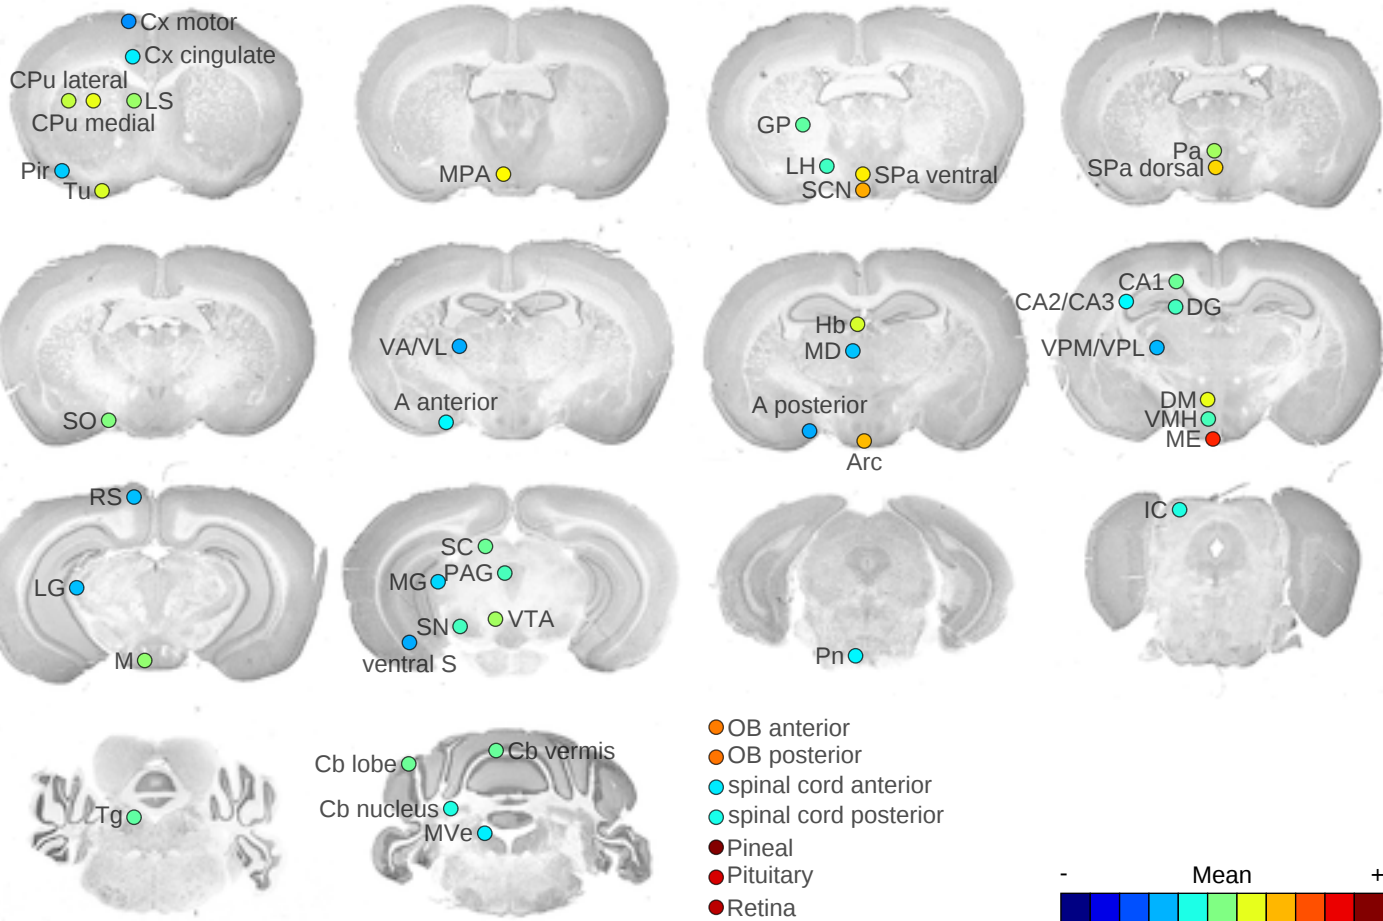 Cx motor
Cx cingulate
CPu lateral
LS
CPu medial
Pir
Tu
MPA
GP
LH
SPa ventral
SCN
Pa
SPa dorsal
SO
VA/VL
A anterior
Hb
MD
A posterior
Arc
CA1
CA2/CA3
DG
VPM/VPL
DM
VMH
ME
RS
LG
M
SC
PAG
MG
VTA
SN
ventral S
Pn
IC
Tg
Cb vermis
Cb lobe
Cb nucleus
MVe
OB anterior
OB posterior
spinal cord anterior
spinal cord posterior
Pineal
Pituitary
Retina
- Mean +